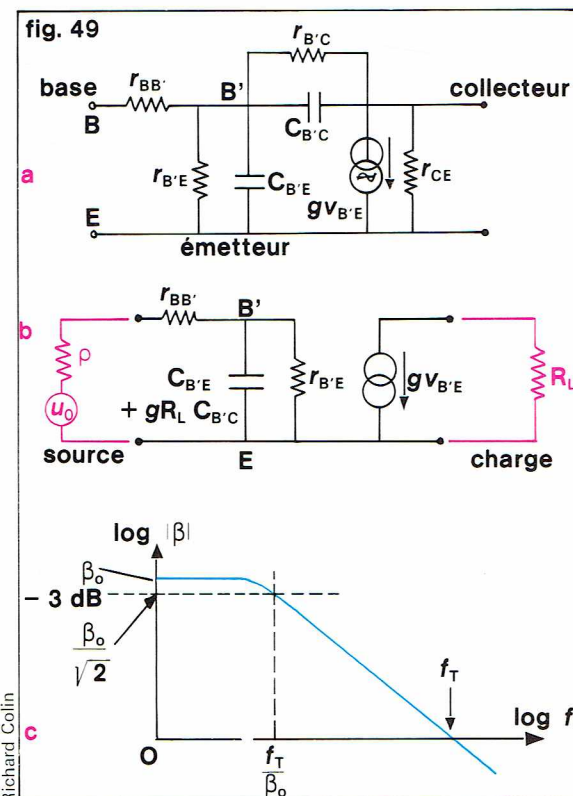 fig. 49
r_B'C
base r_BB' B' collecteur
B C_B'C
a r_B'E C_B'E gv_B'E r_CE
E
émetteur
b r_BB' B'
ρ C_B'E r_B'E gv_B'E R_L
u_0 + gR_L C_B'C
source E charge
log |β|
β_o
– 3 dB
β_o/√2
f_T
c O f_T/β_o log f
Richard Colin